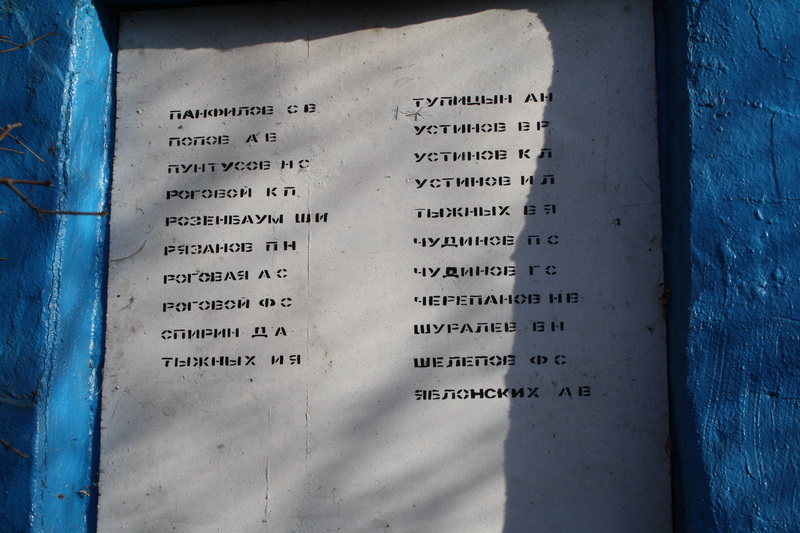 ПАНФИЛОВ С В
ПОПОВ А В
ПУНТУСОВ Н С
РОГОВОЙ К П
РОЗЕНБАУМ Ш И
РЯЗАНОВ П Н
РОГОВАЯ А С
РОГОВОЙ Ф С
СПИРИН Д А
ТЫЖНЫХ И Я
ТУПИЦЫН А Н
УСТИНОВ В Р
УСТИНОВ К Л
УСТИНОВ И Л
ТЫЖНЫХ В Я
ЧУДИНОВ П С
ЧУДИНОВ Г С
ЧЕРЕПАНОВ Н В
ШУРАЛЕВ В Н
ШЕЛЕПОВ Ф С
ЯБЛОНСКИХ А В